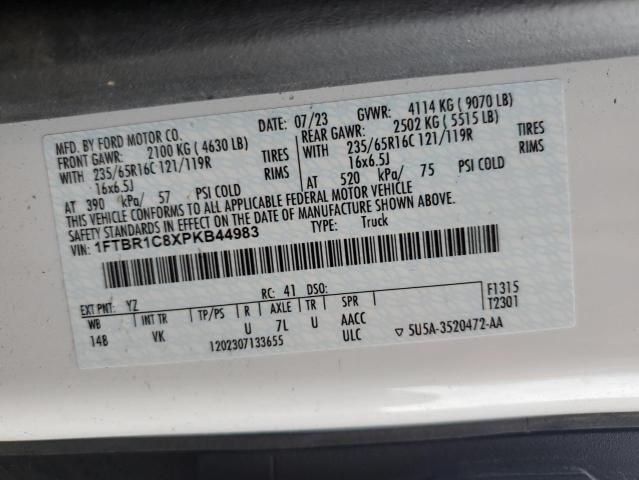 MFD. BY FORD MOTOR CO.
DATE: 07/23 GVWR: 4114 KG ( 9070 LB)
FRONT GAWR: 2100 KG ( 4630 LB) REAR GAWR: 2502 KG ( 5515 LB)
WITH 235/65R16C 121/119R TIRES WITH 235/65R16C 121/119R TIRES
16x6.5J RIMS 16x6.5J RIMS
AT 390 kPa/ 57 PSI COLD AT 520 kPa/ 75 PSI COLD
THIS VEHICLE CONFORMS TO ALL APPLICABLE FEDERAL MOTOR VEHICLE
SAFETY STANDARDS IN EFFECT ON THE DATE OF MANUFACTURE SHOWN ABOVE.
VIN: 1FTBR1C8XPKB44983 TYPE: Truck
EXT PNT: YZ RC: 41 DSO: F1315
WB INT TR TP/PS R AXLE TR SPR T2301
148 VK U 7L U AACC
1202307133655 ULC ▽ 5U5A-3520472-AA